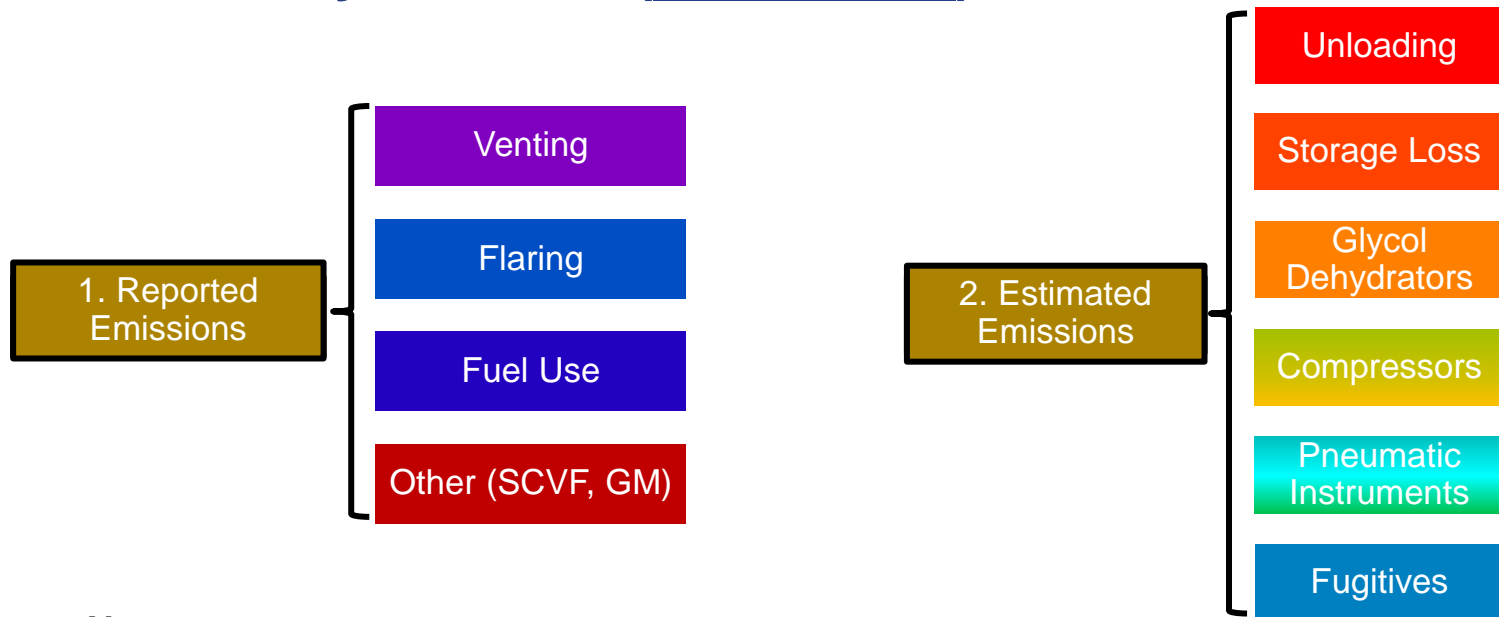 1. Reported
Emissions
Venting
Flaring
Fuel Use
Other (SCVF, GM)
2. Estimated
Emissions
Unloading
Storage Loss
Glycol
Dehydrators
Compressors
Pneumatic
Instruments
Fugitives